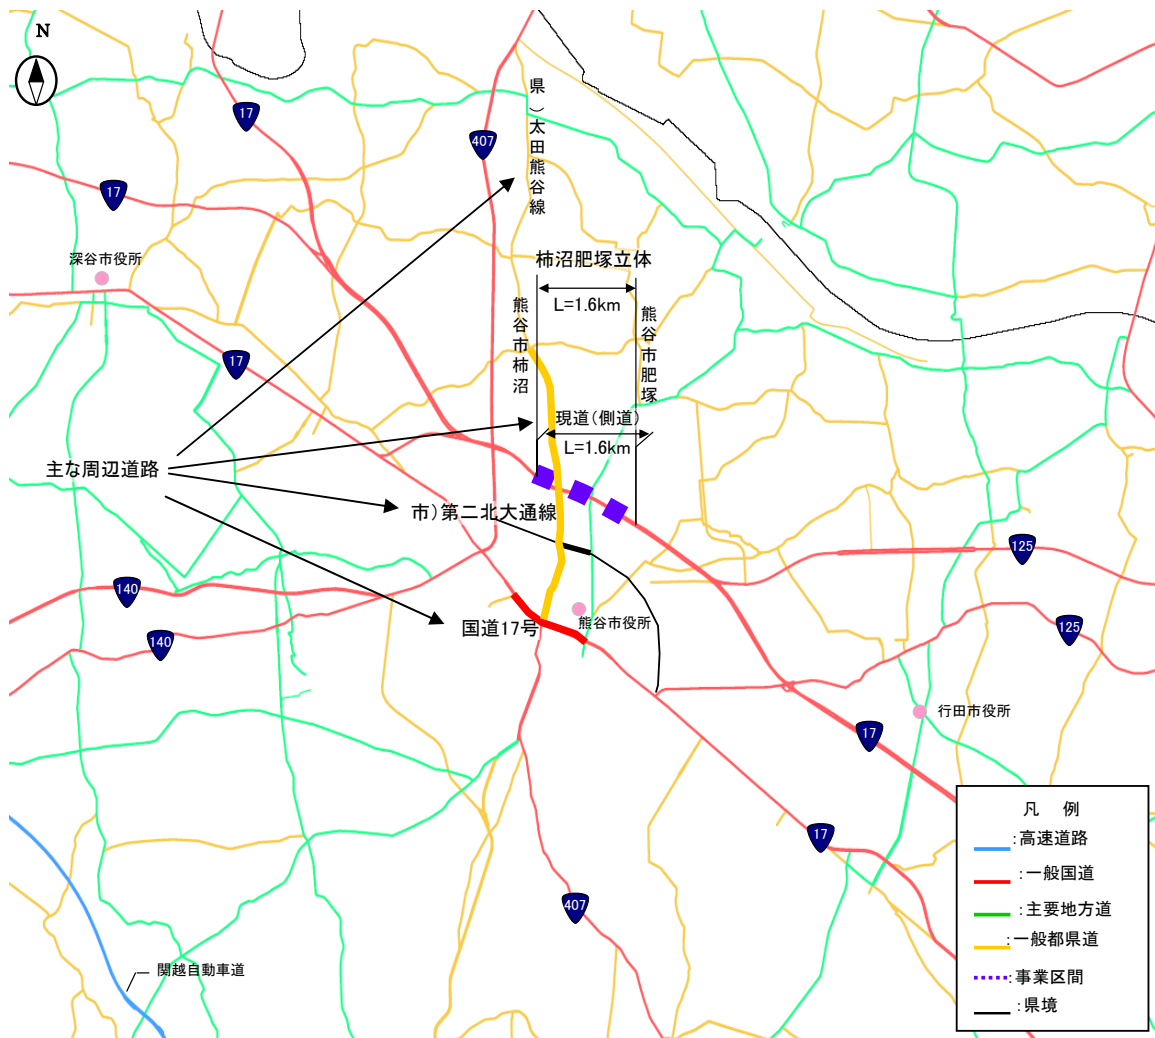 N
17
407
県）太田熊谷線
17
深谷市役所
柿沼肥塚立体
L=1.6km
熊谷市柿沼
熊谷市肥塚
17
現道（側道）
L=1.6km
主な周辺道路
市）第二北大通線
125
140
国道17号
熊谷市役所
125
140
行田市役所
17
凡 例
17
:高速道路
:一般国道
407
:主要地方道
:一般都県道
関越自動車道
:事業区間
:県境